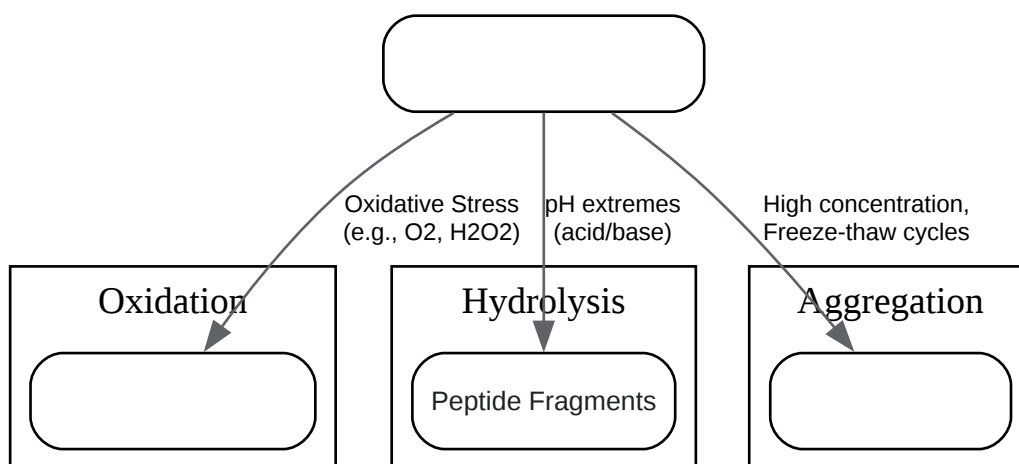 Oxidative Stress
(e.g., O2, H2O2)
pH extremes
(acid/base)
High concentration,
Freeze-thaw cycles
Oxidation
Hydrolysis
Aggregation
Peptide Fragments